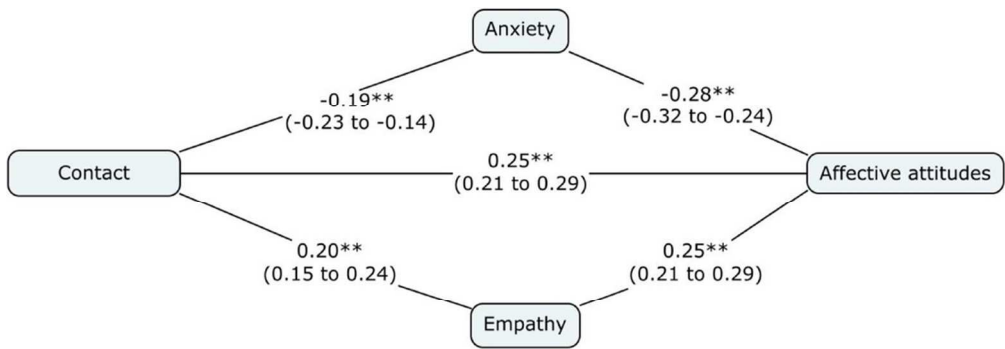 Anxiety
-0.19**
(-0.23 to -0.14)
-0.28**
(-0.32 to -0.24)
Contact
0.25**
(0.21 to 0.29)
Affective attitudes
0.20**
(0.15 to 0.24)
0.25**
(0.21 to 0.29)
Empathy